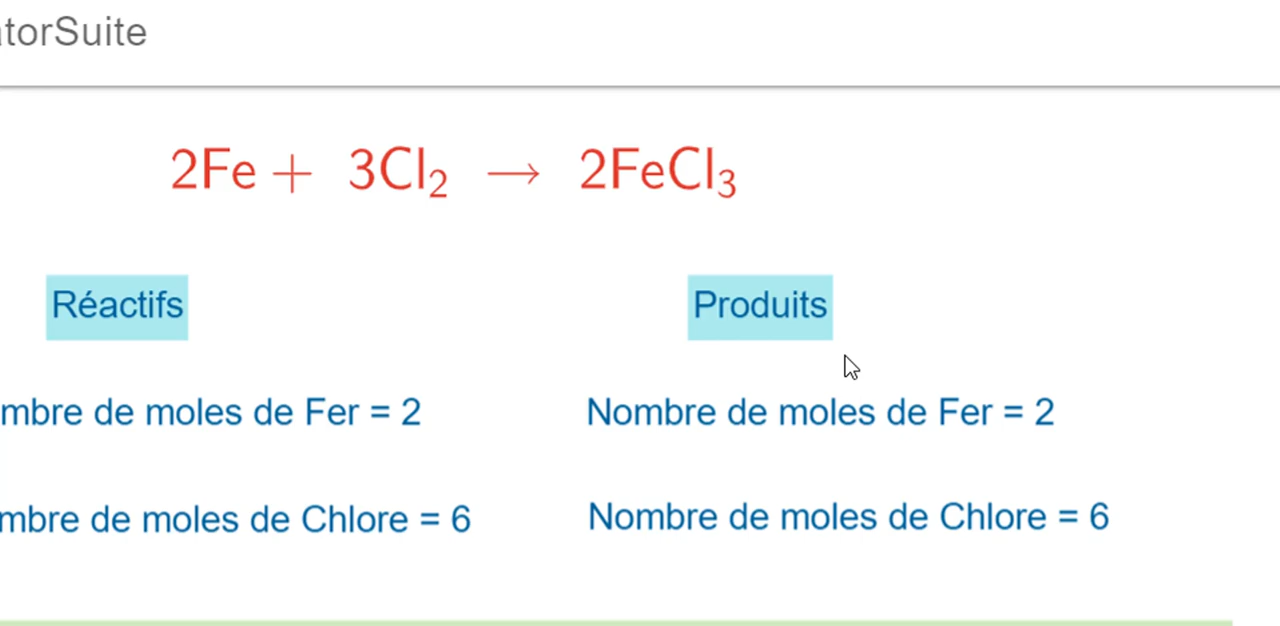 atorSuite
2Fe + 3Cl₂ → 2FeCl₃
Réactifs Produits
mbre de moles de Fer = 2 Nombre de moles de Fer = 2
mbre de moles de Chlore = 6 Nombre de moles de Chlore = 6